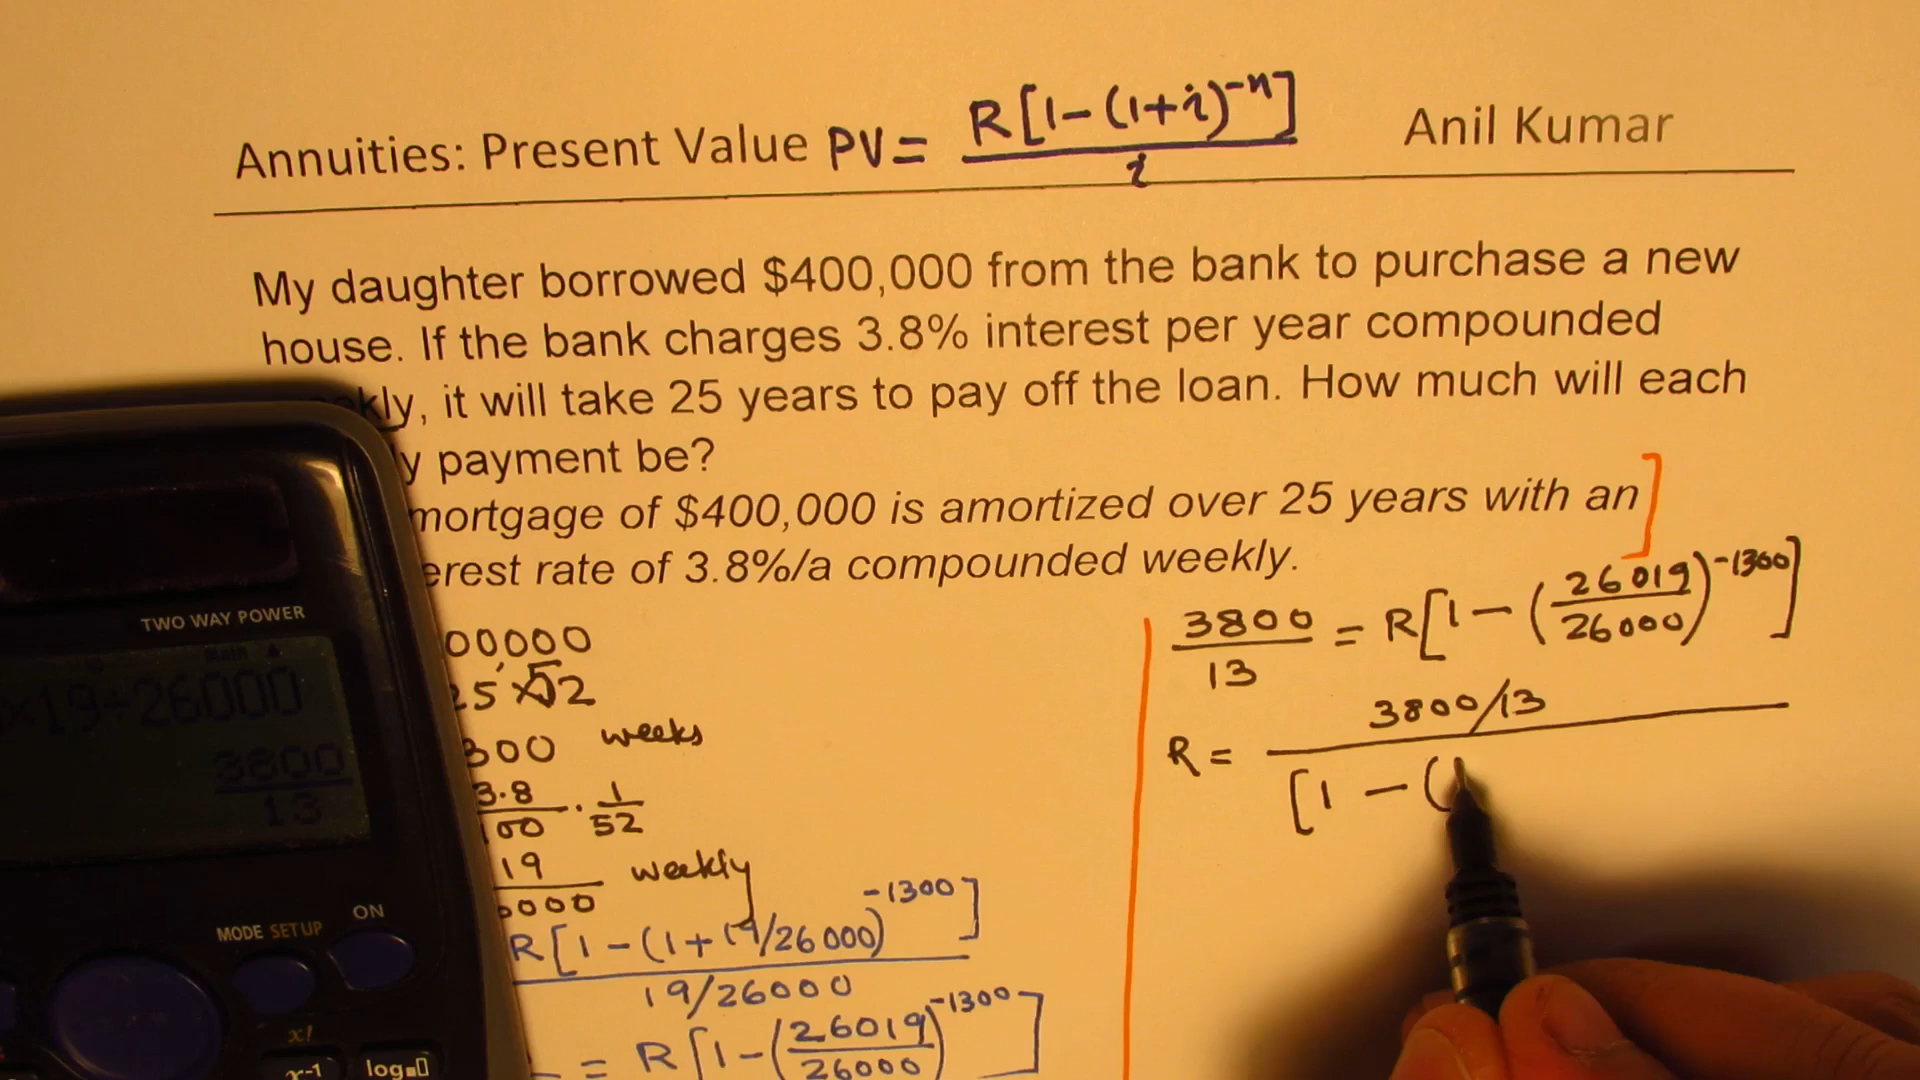 Annuities: Present Value PV = R[1-(1+i)^-n] / i
Anil Kumar
My daughter borrowed $400,000 from the bank to purchase a new
house. If the bank charges 3.8% interest per year compounded
kly, it will take 25 years to pay off the loan. How much will each
y payment be?
mortgage of $400,000 is amortized over 25 years with an
erest rate of 3.8%/a compounded weekly.
00000
25 × 52
300 weeks
3.8/100 · 1/52
19/6000 weekly
R[1-(1+19/26000)^-1300] / 19/26000
= R[1-(26019/26000)^-1300]
3800/13 = R[1-(26019/26000)^-1300]
R = 3800/13
[1-(
TWO WAY POWER
Math ▲
×19÷26000
3800/13
MODE SETUP
ON
x!
x-1
log